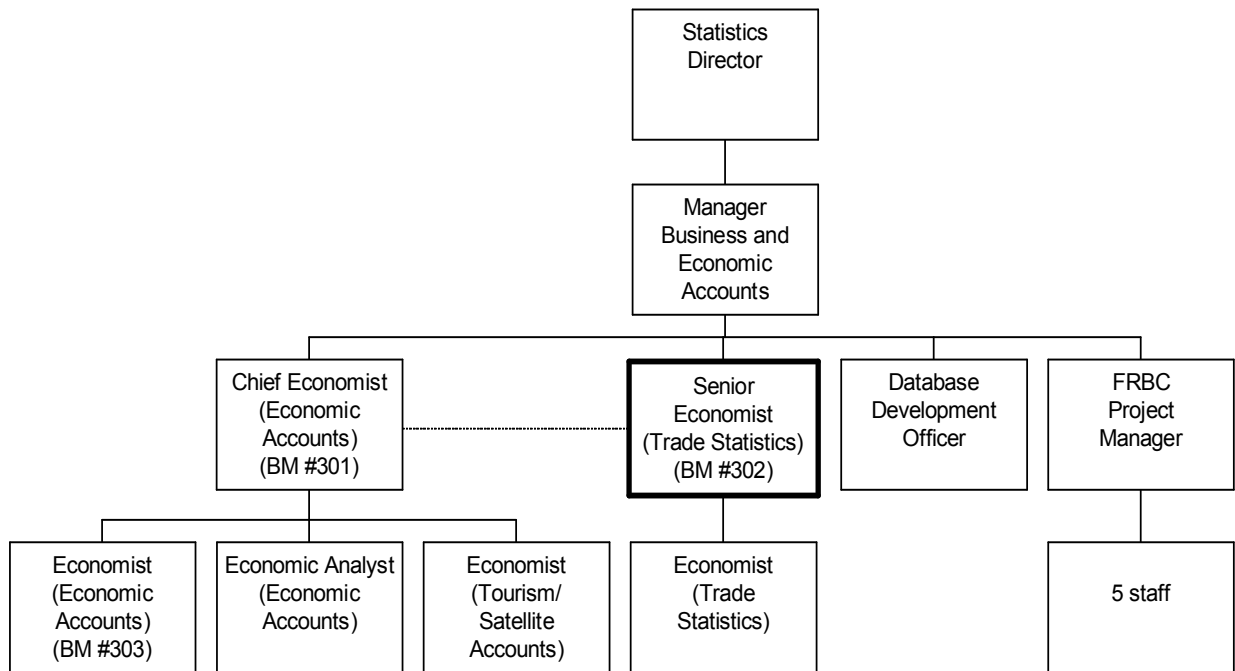 Statistics
Director
Manager
Business and
Economic
Accounts
Chief Economist
(Economic
Accounts)
(BM #301)
Senior
Economist
(Trade Statistics)
(BM #302)
Database
Development
Officer
FRBC
Project
Manager
Economist
(Economic
Accounts)
(BM #303)
Economic Analyst
(Economic
Accounts)
Economist
(Tourism/
Satellite
Accounts)
Economist
(Trade
Statistics)
5 staff